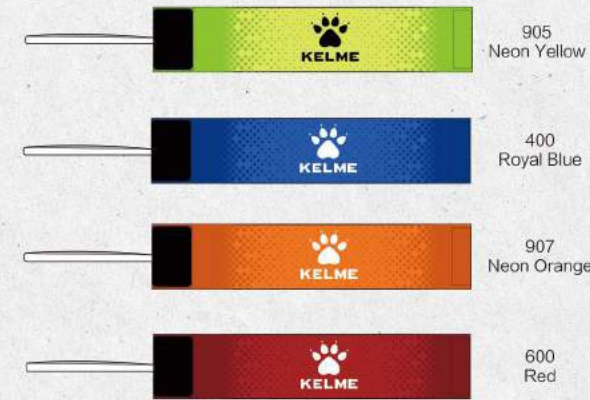 KELME
905
Neon Yellow
KELME
400
Royal Blue
KELME
907
Neon Orange
KELME
600
Red